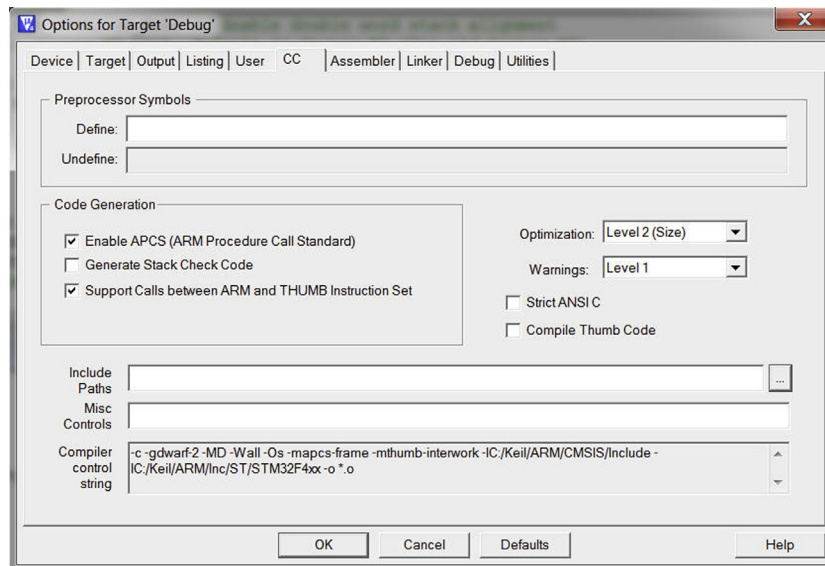 Options for Target 'Debug'
Device Target Output Listing User CC Assembler Linker Debug Utilities
Preprocessor Symbols
Define:
Undefine:
Code Generation
Enable APCS (ARM Procedure Call Standard)
Generate Stack Check Code
Support Calls between ARM and THUMB Instruction Set
Optimization: Level 2 (Size)
Warnings: Level 1
Strict ANSI C
Compile Thumb Code
Include
Paths
...
Misc
Controls
Compiler
control
string
-c -gdwarf-2 -MD -Wall -Os -mapcs-frame -mthumb-interwork -IC:/Keil/ARM/CMSIS/Include -
IC:/Keil/ARM/Inc/ST/STM32F4xx -o *.o
OK Cancel Defaults Help